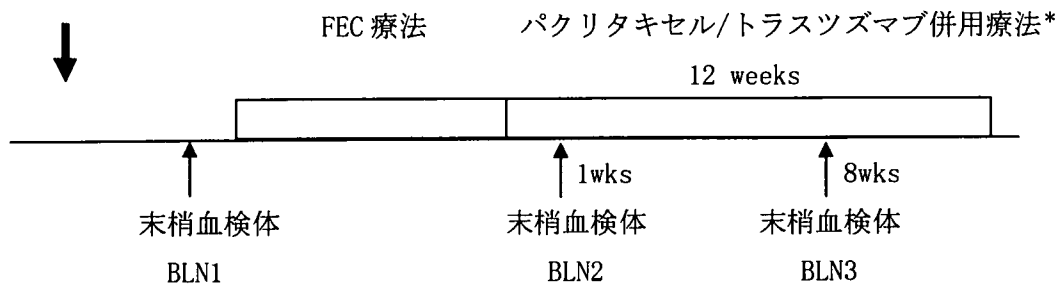 FEC 療法 パクリタキセル/トラスツズマブ併用療法*
12 weeks
1wks 8wks
末梢血検体 末梢血検体 末梢血検体
BLN1 BLN2 BLN3